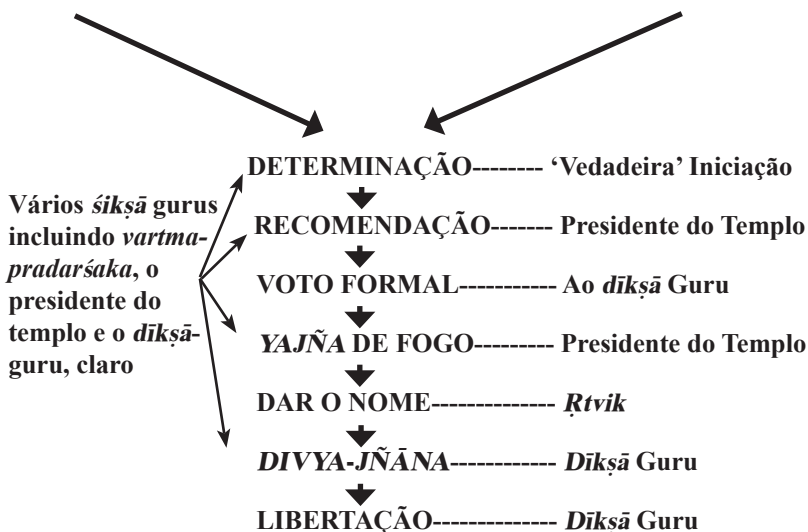 DETERMINAÇÃO-------- ‘Vedadeira’ Iniciação
RECOMENDAÇÃO------- Presidente do Templo
VOTO FORMAL----------- Ao dīkṣā Guru
YAJÑA DE FOGO--------- Presidente do Templo
DAR O NOME-------------- Ṛtvik
DIVYA-JÑĀNA------------ Dīkṣā Guru
LIBERTAÇÃO------------- Dīkṣā Guru
Vários śikṣā gurus
incluindo vartma-
pradarśaka, o
presidente do
templo e o dīkṣā-
guru, claro